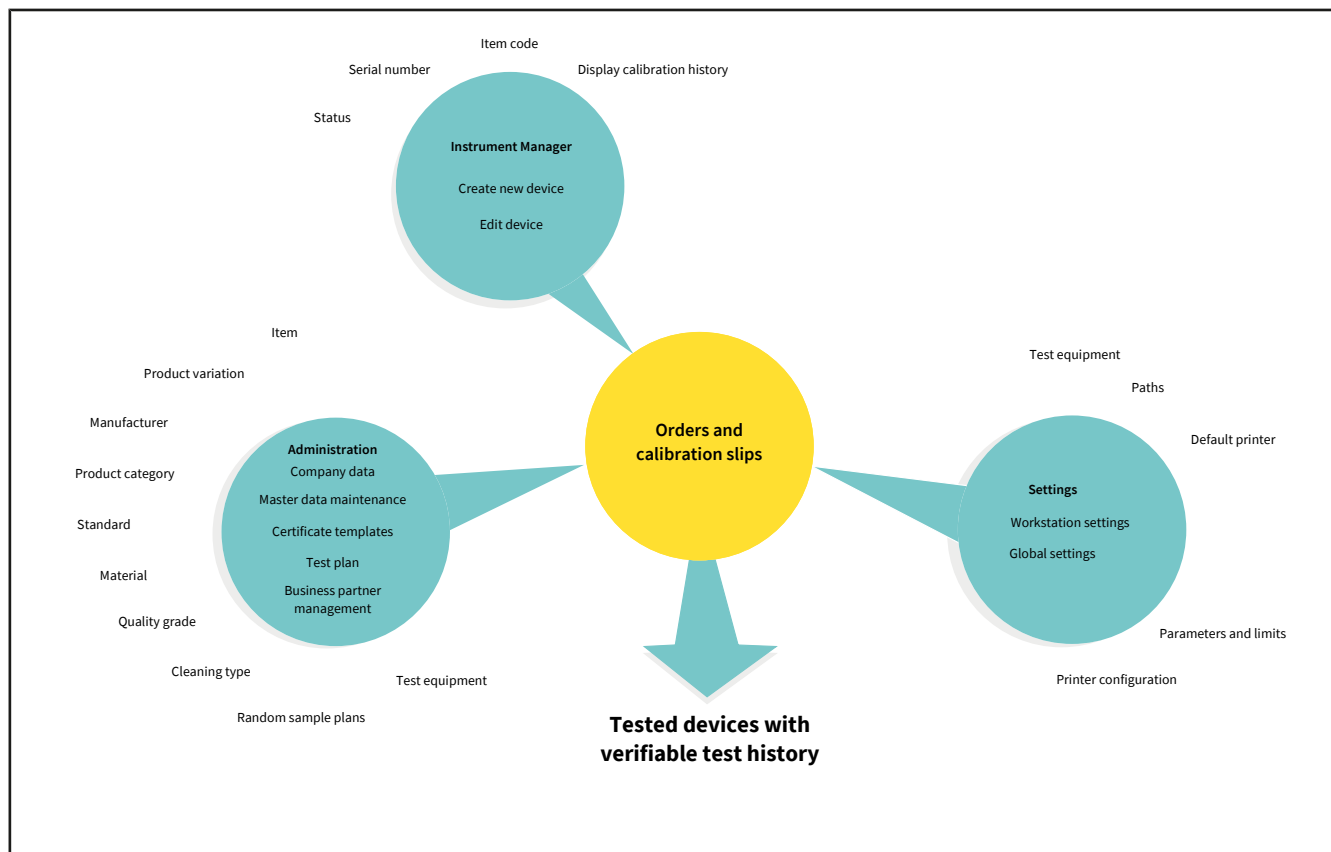 Item code
Serial number
Display calibration history
Status
Instrument Manager
Create new device
Edit device
Item
Product variation
Manufacturer
Product category
Standard
Material
Quality grade
Cleaning type
Random sample plans
Test equipment
Administration
Company data
Master data maintenance
Certificate templates
Test plan
Business partner
management
Orders and
calibration slips
Test equipment
Paths
Default printer
Settings
Workstation settings
Global settings
Parameters and limits
Printer configuration
Tested devices with
verifiable test history